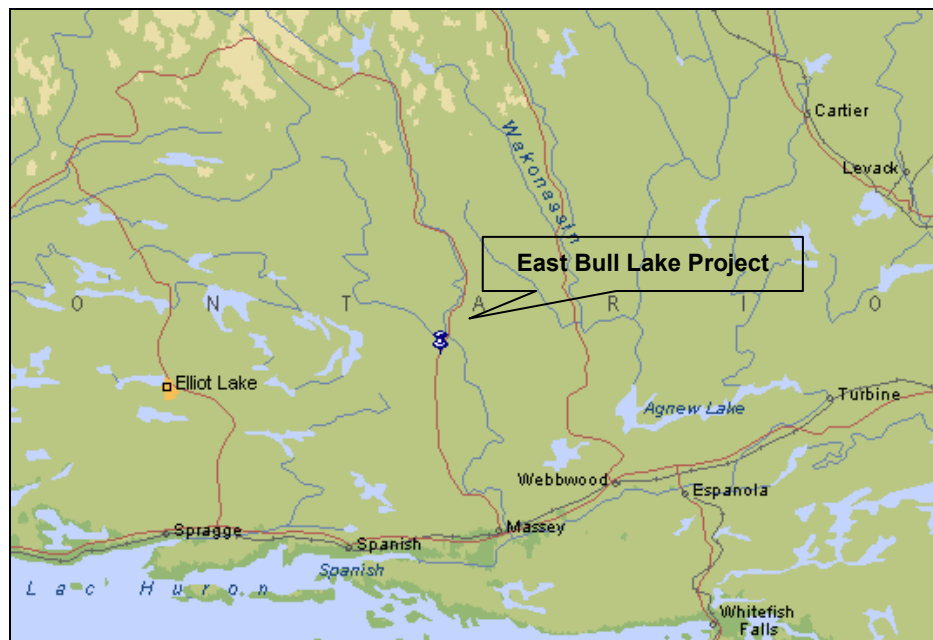 Cartier
Levack
Wakonassin
East Bull Lake Project
O N T A R I O
Elliot Lake
Agnew Lake
Turbine
Webbwood
Espanola
Massey
Spragge
Spanish
Spanish
Lac Huron
Whitefish
Falls